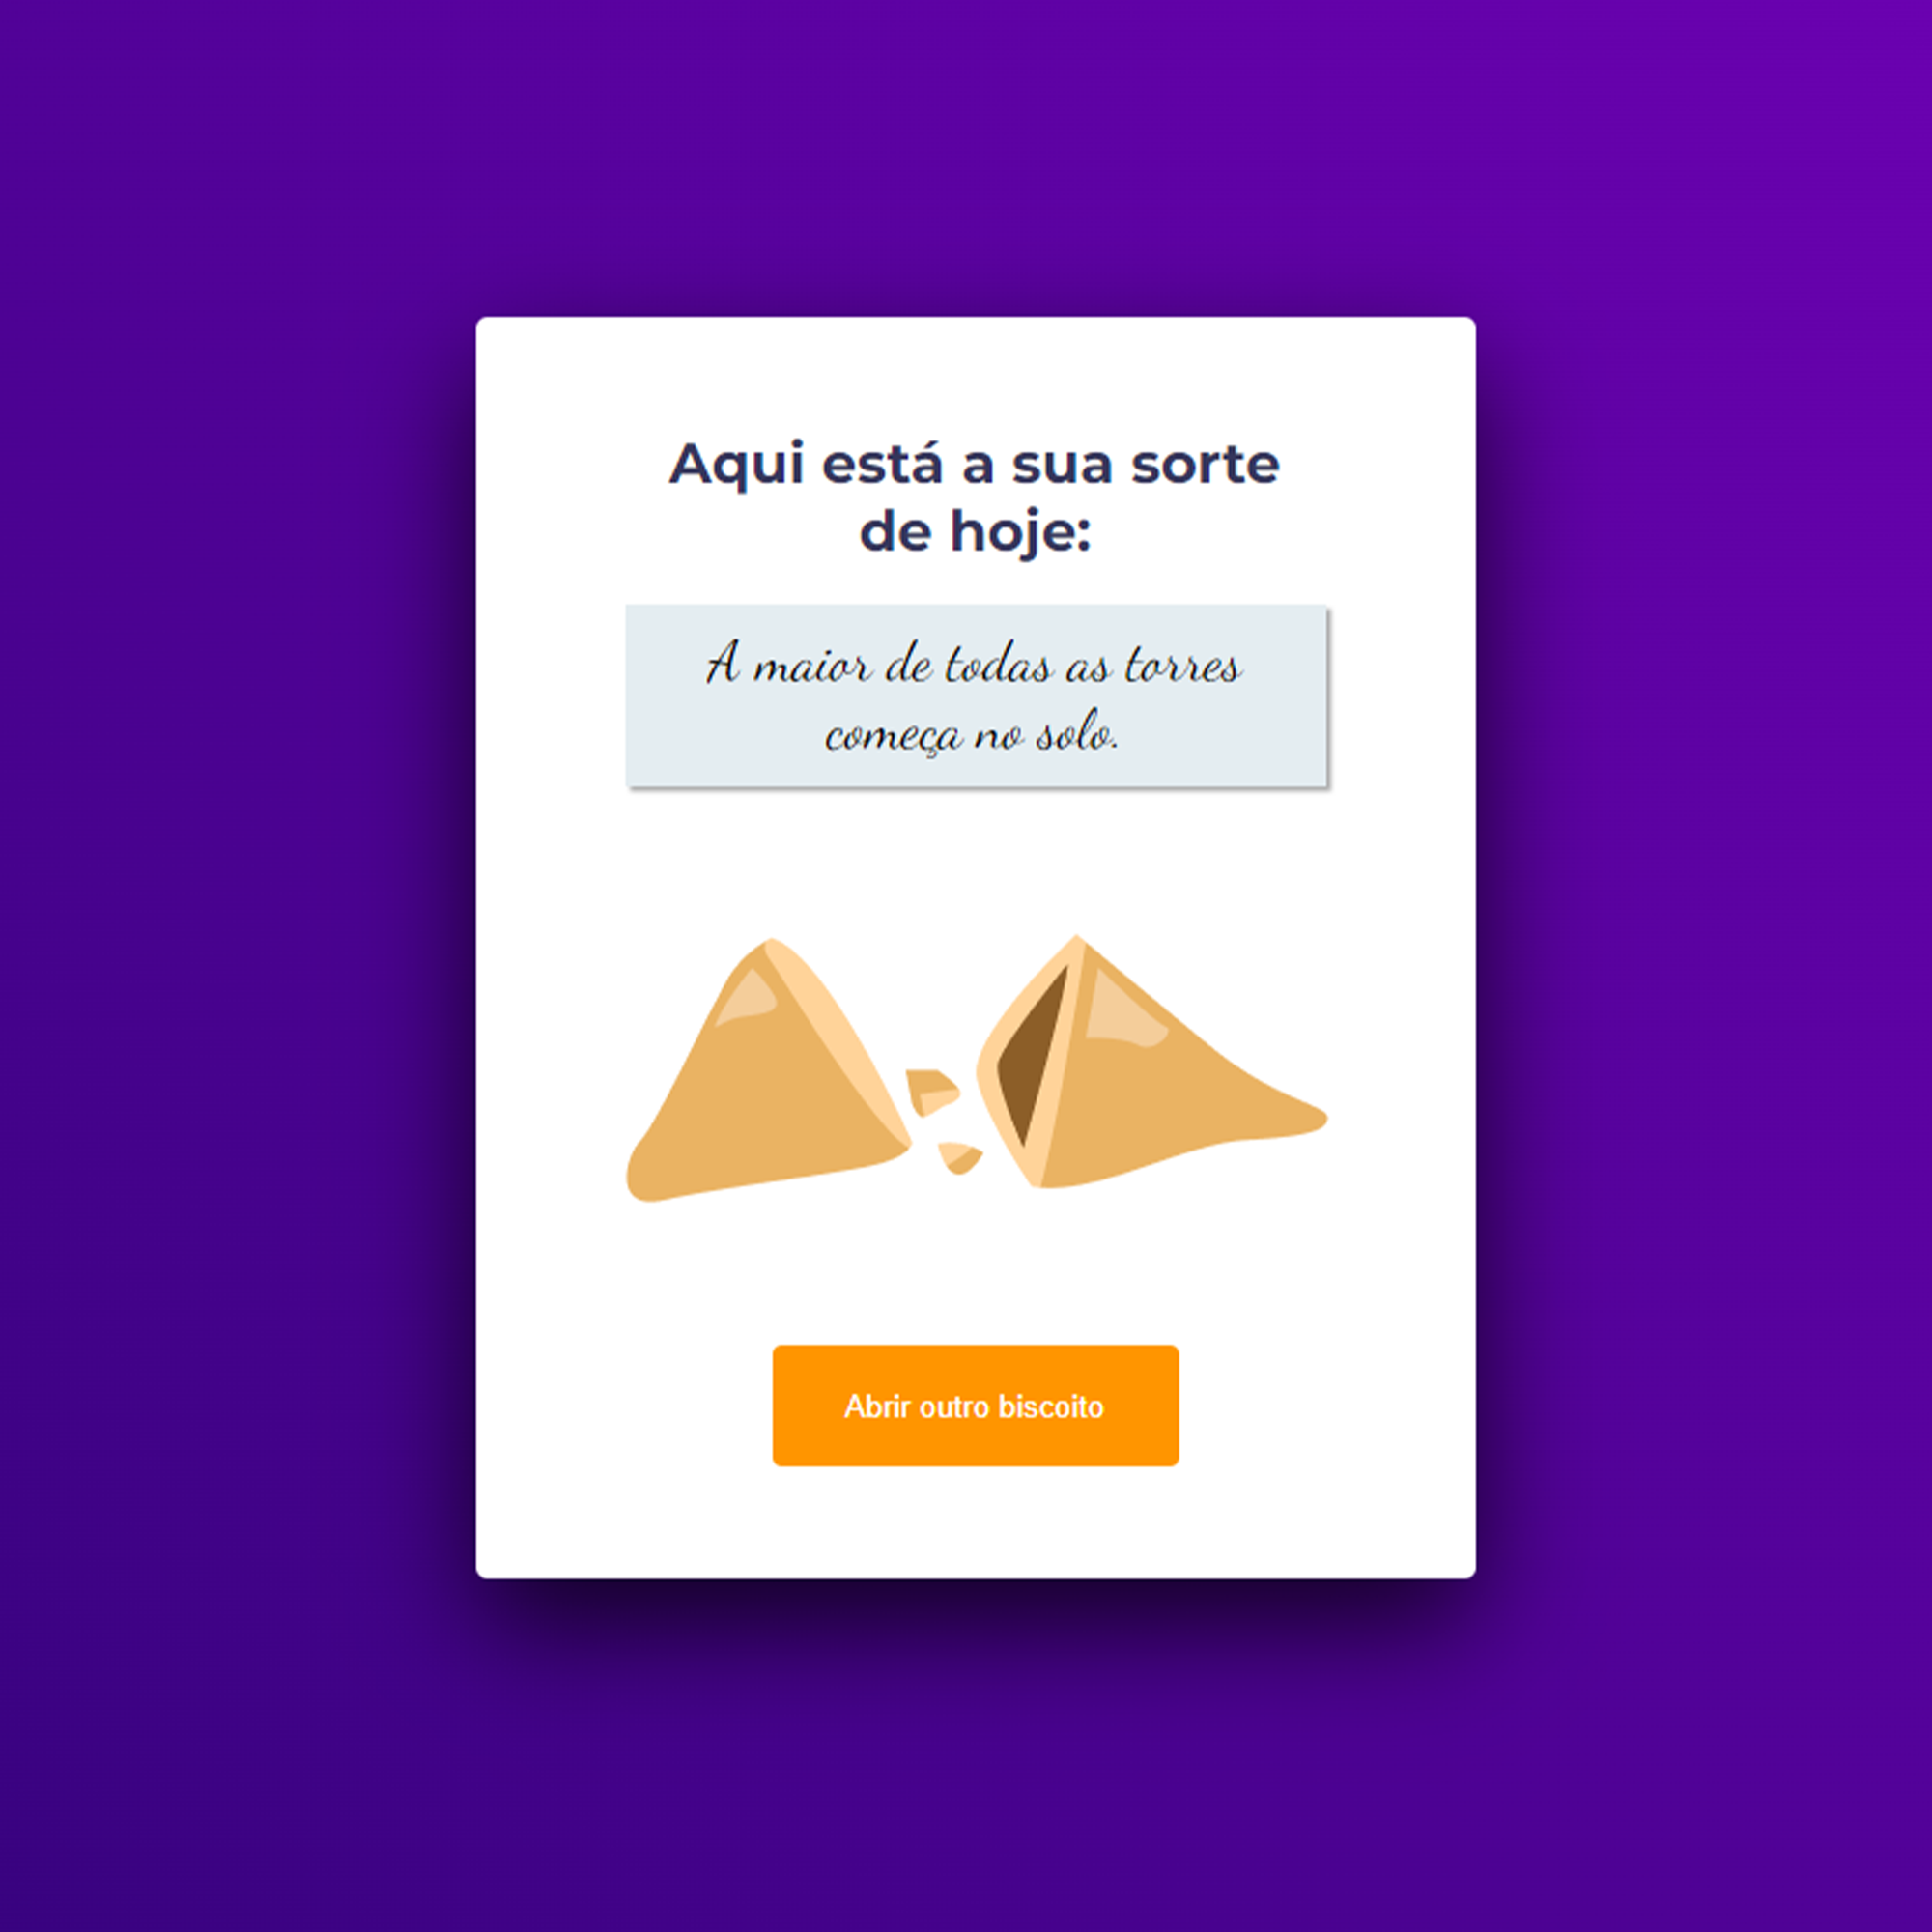 Aqui está a sua sorte
de hoje:
A maior de todas as torres
começa no solo.
Abrir outro biscoito